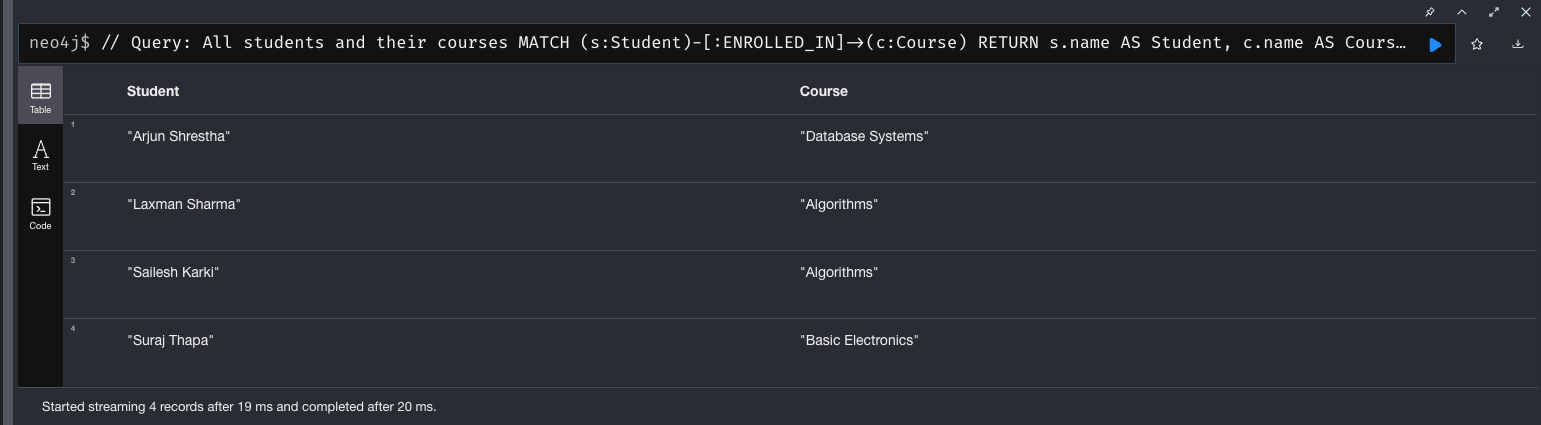 neo4j$ // Query: All students and their courses MATCH (s:Student)-[:ENROLLED_IN]->(c:Course) RETURN s.name AS Student, c.name AS Cours…
Table
Text
Code
Student Course
1 "Arjun Shrestha" "Database Systems"
2 "Laxman Sharma" "Algorithms"
3 "Sailesh Karki" "Algorithms"
4 "Suraj Thapa" "Basic Electronics"
Started streaming 4 records after 19 ms and completed after 20 ms.